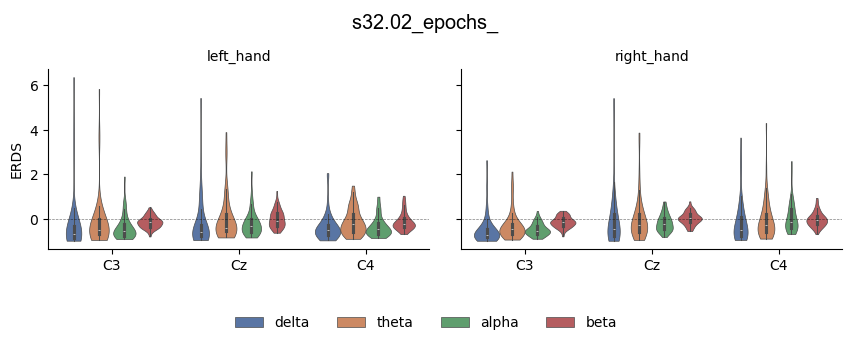 s32.02_epochs_
left_hand
right_hand
ERDS
6
4
2
0
C3
Cz
C4
C3
Cz
C4
delta
theta
alpha
beta